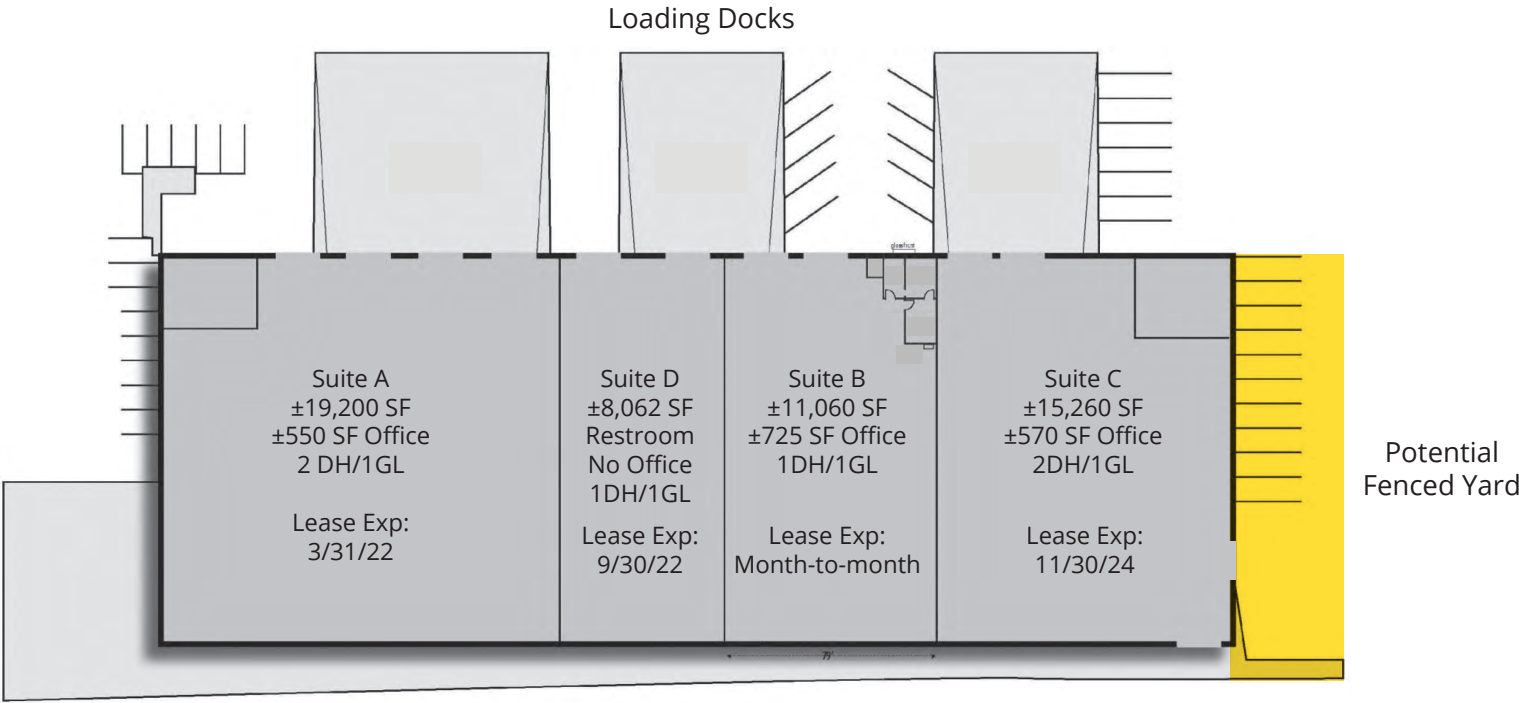 Loading Docks
glassfront
Suite A
±19,200 SF
±550 SF Office
2 DH/1GL
Lease Exp:
3/31/22
Suite D
±8,062 SF
Restroom
No Office
1DH/1GL
Lease Exp:
9/30/22
Suite B
±11,060 SF
±725 SF Office
1DH/1GL
Lease Exp:
Month-to-month
Suite C
±15,260 SF
±570 SF Office
2DH/1GL
Lease Exp:
11/30/24
Potential
Fenced Yard
79'